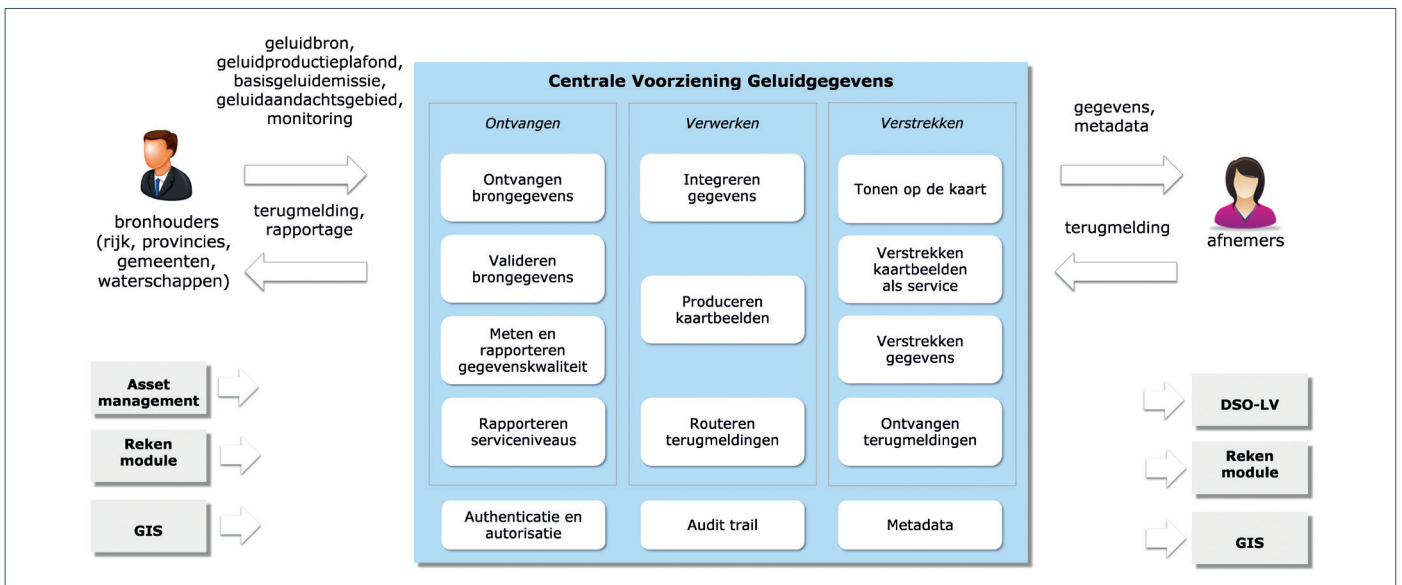 geluidbron,
geluidproductieplafond,
basisgeluidemissie,
geluidaandachtsgebied,
monitoring
bronhouders
(rijk, provincies,
gemeenten,
waterschappen)
terugmelding,
rapportage
Asset
management
Reken
module
GIS
Centrale Voorziening Geluidgegevens
Ontvangen
Ontvangen
brongegevens
Valideren
brongegevens
Meten en
rapporteren
gegevenskwaliteit
Rapporteren
serviceniveaus
Verwerken
Integreren
gegevens
Produceren
kaartbeelden
Routeren
terugmeldingen
Verstrekken
Tonen op de kaart
Verstrekken
kaartbeelden
als service
Verstrekken
gegevens
Ontvangen
terugmeldingen
Authenticatie en
autorisatie
Audit trail
Metadata
gegevens,
metadata
terugmelding
afnemers
DSO-LV
Reken
module
GIS